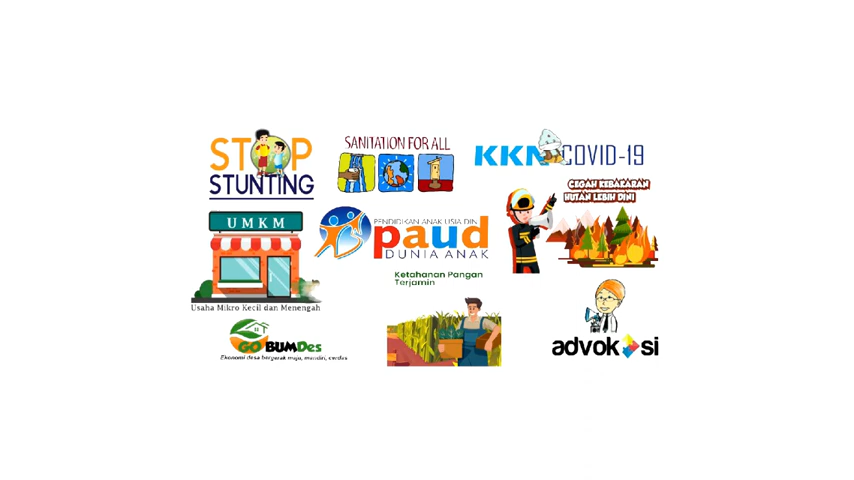 STOP
STUNTING
SANITATION FOR ALL
KKN COVID-19
CEGAH KEBAKARAN
HUTAN LEBIH DINI
UMKM
Usaha Mikro Kecil dan Menengah
PENDIDIKAN ANAK USIA DIN
paud
DUNIA ANAK
Ketahanan Pangan
Terjamin
GO BUMDes
Ekonomi desa bergerak maju, mandiri, cerdas
advokasi